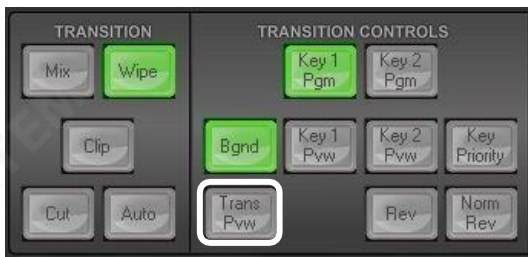 TRANSITION
TRANSITION CONTROLS
Mix
Wipe
Key 1
Pgm
Key 2
Pgm
Clip
Bgnd
Key 1
Pvw
Key 2
Pvw
Key
Priority
Cut
Auto
Trans
Pvw
Rev
Norm
Rev